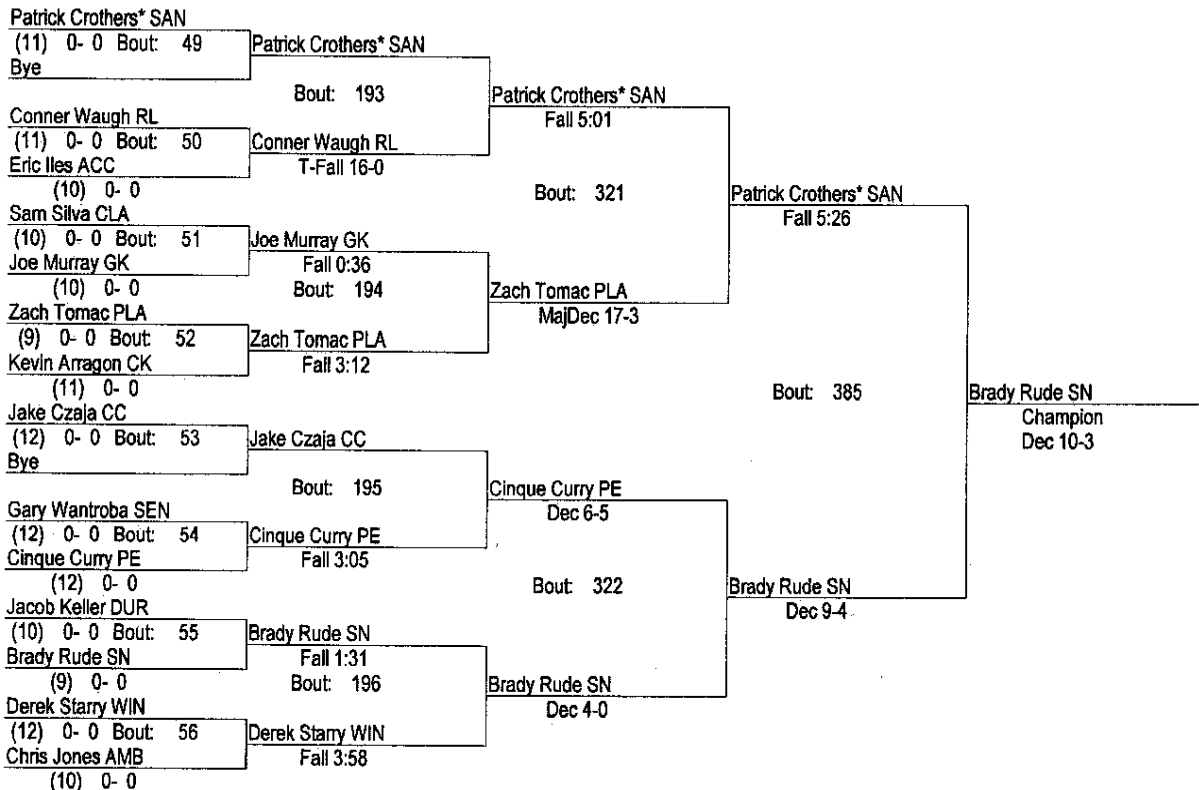 Patrick Crothers* SAN
(11) 0- 0 Bout: 49
Bye
Patrick Crothers* SAN
Bout: 193
Conner Waugh RL
(11) 0- 0 Bout: 50
Eric Iles ACC
(10) 0- 0
Conner Waugh RL
T-Fall 16-0
Patrick Crothers* SAN
Fall 5:01
Bout: 321
Sam Silva CLA
(10) 0- 0 Bout: 51
Joe Murray GK
(10) 0- 0
Joe Murray GK
Fall 0:36
Bout: 194
Zach Tomac PLA
(9) 0- 0 Bout: 52
Kevin Arragon CK
(11) 0- 0
Zach Tomac PLA
Fall 3:12
Zach Tomac PLA
MajDec 17-3
Patrick Crothers* SAN
Fall 5:26
Bout: 385
Jake Czaja CC
(12) 0- 0 Bout: 53
Bye
Jake Czaja CC
Bout: 195
Gary Wantroba SEN
(12) 0- 0 Bout: 54
Cinque Curry PE
(12) 0- 0
Cinque Curry PE
Fall 3:05
Cinque Curry PE
Dec 6-5
Bout: 322
Jacob Keller DUR
(10) 0- 0 Bout: 55
Brady Rude SN
(9) 0- 0
Brady Rude SN
Fall 1:31
Bout: 196
Derek Starry WIN
(12) 0- 0 Bout: 56
Chris Jones AMB
(10) 0- 0
Derek Starry WIN
Fall 3:58
Brady Rude SN
Dec 4-0
Brady Rude SN
Dec 9-4
Brady Rude SN
Champion
Dec 10-3